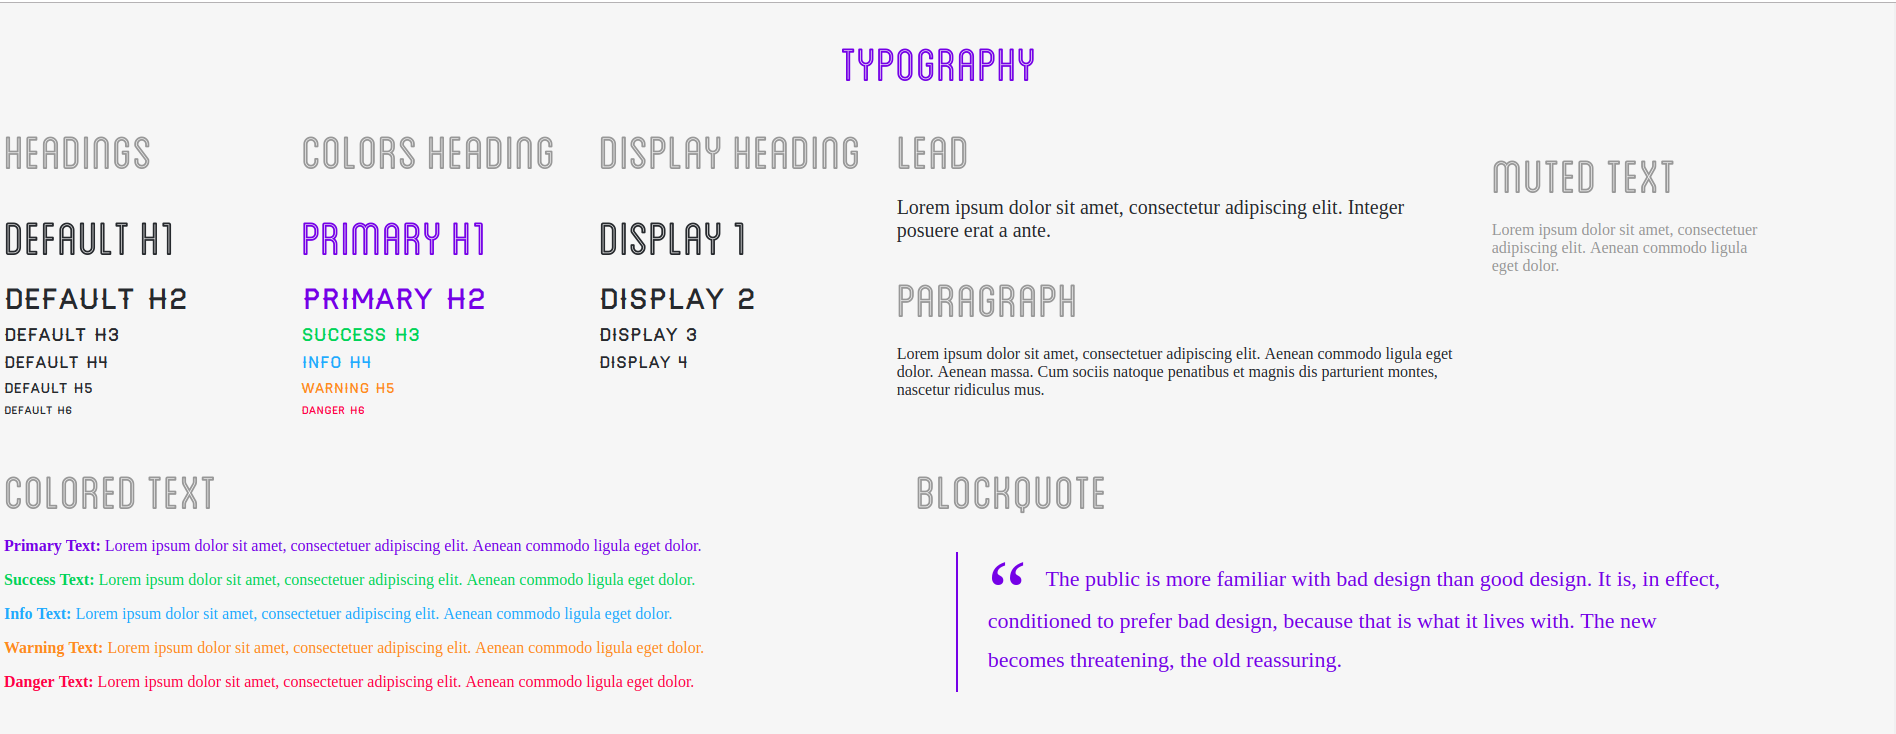 TYPOGRAPHY
HEADINGS
DEFAULT H1
DEFAULT H2
DEFAULT H3
DEFAULT H4
DEFAULT H5
DEFAULT H6
COLORS HEADING
PRIMARY H1
PRIMARY H2
SUCCESS H3
INFO H4
WARNING H5
DANGER H6
DISPLAY HEADING
DISPLAY 1
DISPLAY 2
DISPLAY 3
DISPLAY 4
LEAD
Lorem ipsum dolor sit amet, consectetur adipiscing elit. Integer
posuere erat a ante.
PARAGRAPH
Lorem ipsum dolor sit amet, consectetuer adipiscing elit. Aenean commodo ligula eget
dolor. Aenean massa. Cum sociis natoque penatibus et magnis dis parturient montes,
nascetur ridiculus mus.
MUTED TEXT
Lorem ipsum dolor sit amet, consectetuer
adipiscing elit. Aenean commodo ligula
eget dolor.
COLORED TEXT
Primary Text: Lorem ipsum dolor sit amet, consectetuer adipiscing elit. Aenean commodo ligula eget dolor.
Success Text: Lorem ipsum dolor sit amet, consectetuer adipiscing elit. Aenean commodo ligula eget dolor.
Info Text: Lorem ipsum dolor sit amet, consectetuer adipiscing elit. Aenean commodo ligula eget dolor.
Warning Text: Lorem ipsum dolor sit amet, consectetuer adipiscing elit. Aenean commodo ligula eget dolor.
Danger Text: Lorem ipsum dolor sit amet, consectetuer adipiscing elit. Aenean commodo ligula eget dolor.
BLOCKQUOTE
“ The public is more familiar with bad design than good design. It is, in effect,
conditioned to prefer bad design, because that is what it lives with. The new
becomes threatening, the old reassuring.